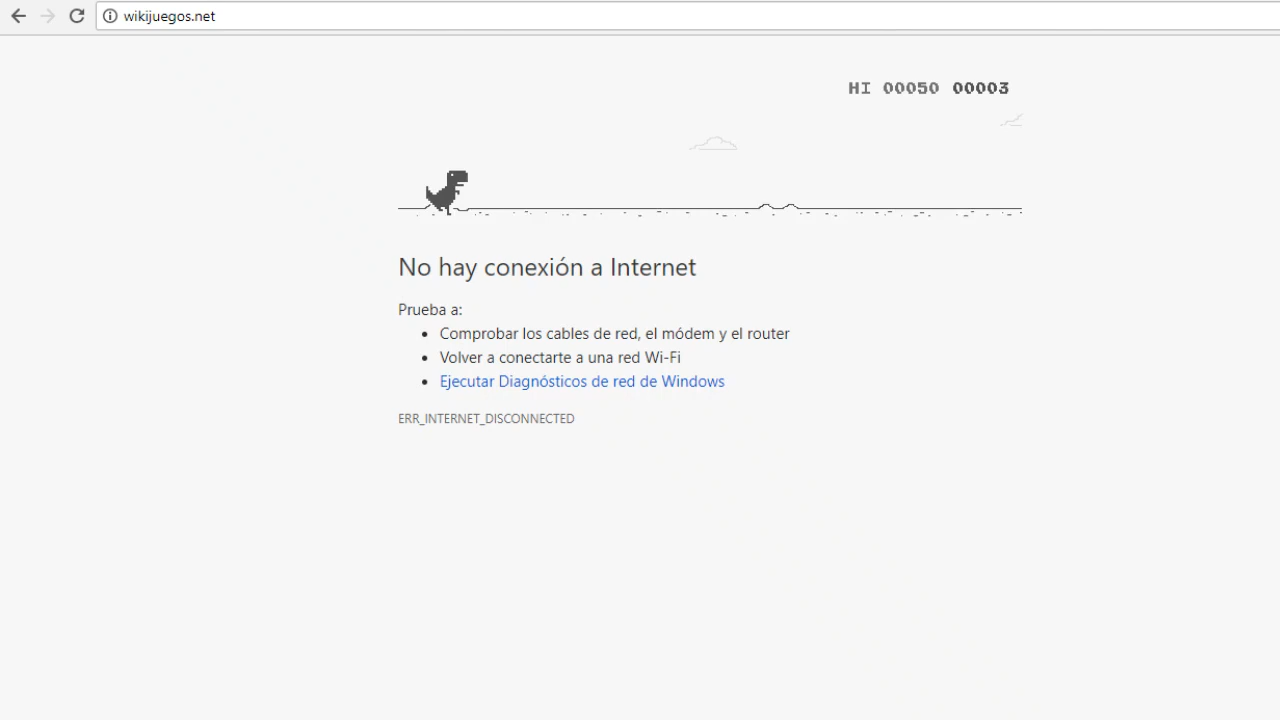 wikijuegos.net
HI 00050 00003
No hay conexión a Internet
Prueba a:
Comprobar los cables de red, el módem y el router
Volver a conectarte a una red Wi-Fi
Ejecutar Diagnósticos de red de Windows
ERR_INTERNET_DISCONNECTED